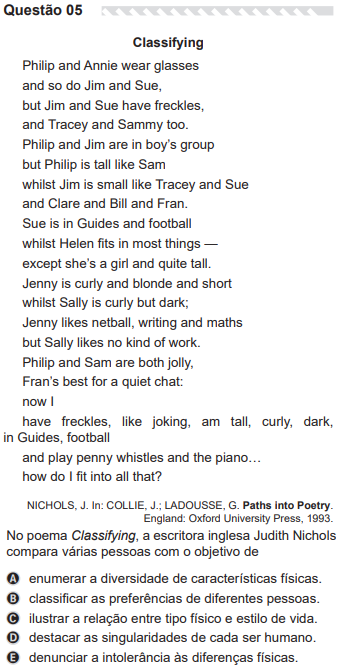 Questão 05
Classifying
Philip and Annie wear glasses
and so do Jim and Sue,
but Jim and Sue have freckles,
and Tracey and Sammy too.
Philip and Jim are in boy's group
but Philip is tall like Sam
whilst Jim is small like Tracey and Sue
and Clare and Bill and Fran.
Sue is in Guides and football
whilst Helen fits in most things —
except she's a girl and quite tall.
Jenny is curly and blonde and short
whilst Sally is curly but dark;
Jenny likes netball, writing and maths
but Sally likes no kind of work.
Philip and Sam are both jolly,
Fran's best for a quiet chat:
now I
have freckles, like joking, am tall, curly, dark,
in Guides, football
and play penny whistles and the piano…
how do I fit into all that?
NICHOLS, J. In: COLLIE, J.; LADOUSSE, G. Paths into Poetry.
England: Oxford University Press, 1993.
No poema Classifying, a escritora inglesa Judith Nichols
compara várias pessoas com o objetivo de
A enumerar a diversidade de características físicas.
B classificar as preferências de diferentes pessoas.
C ilustrar a relação entre tipo físico e estilo de vida.
D destacar as singularidades de cada ser humano.
E denunciar a intolerância às diferenças físicas.